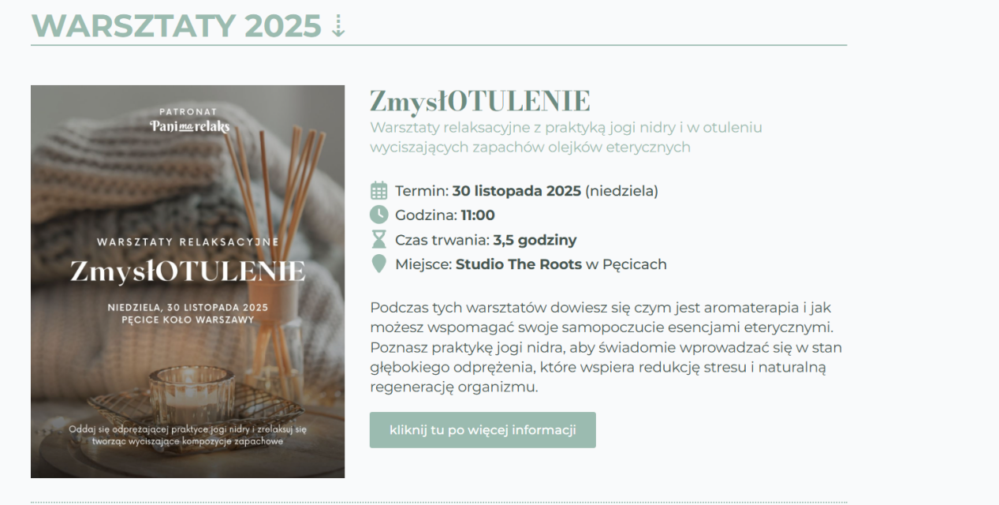 WARSZTATY 2025 ⇣
PATRONAT
Pani ma relaks
WARSZTATY RELAKSACYJNE
ZmysłOTULENIE
NIEDZIELA, 30 LISTOPADA 2025
PĘCICE KOŁO WARSZAWY
Oddaj się odprężającej praktyce jogi nidry i zrelaksuj się
tworząc wyciszające kompozycje zapachowe
ZmysłOTULENIE
Warsztaty relaksacyjne z praktyką jogi nidry i w otuleniu
wyciszających zapachów olejków eterycznych
Termin: 30 listopada 2025 (niedziela)
Godzina: 11:00
Czas trwania: 3,5 godziny
Miejsce: Studio The Roots w Pęcicach
Podczas tych warsztatów dowiesz się czym jest aromaterapia i jak
możesz wspomagać swoje samopoczucie esencjami eterycznymi.
Poznasz praktykę jogi nidra, aby świadomie wprowadzać się w stan
głębokiego odprężenia, które wspiera redukcję stresu i naturalną
regenerację organizmu.
kliknij tu po więcej informacji